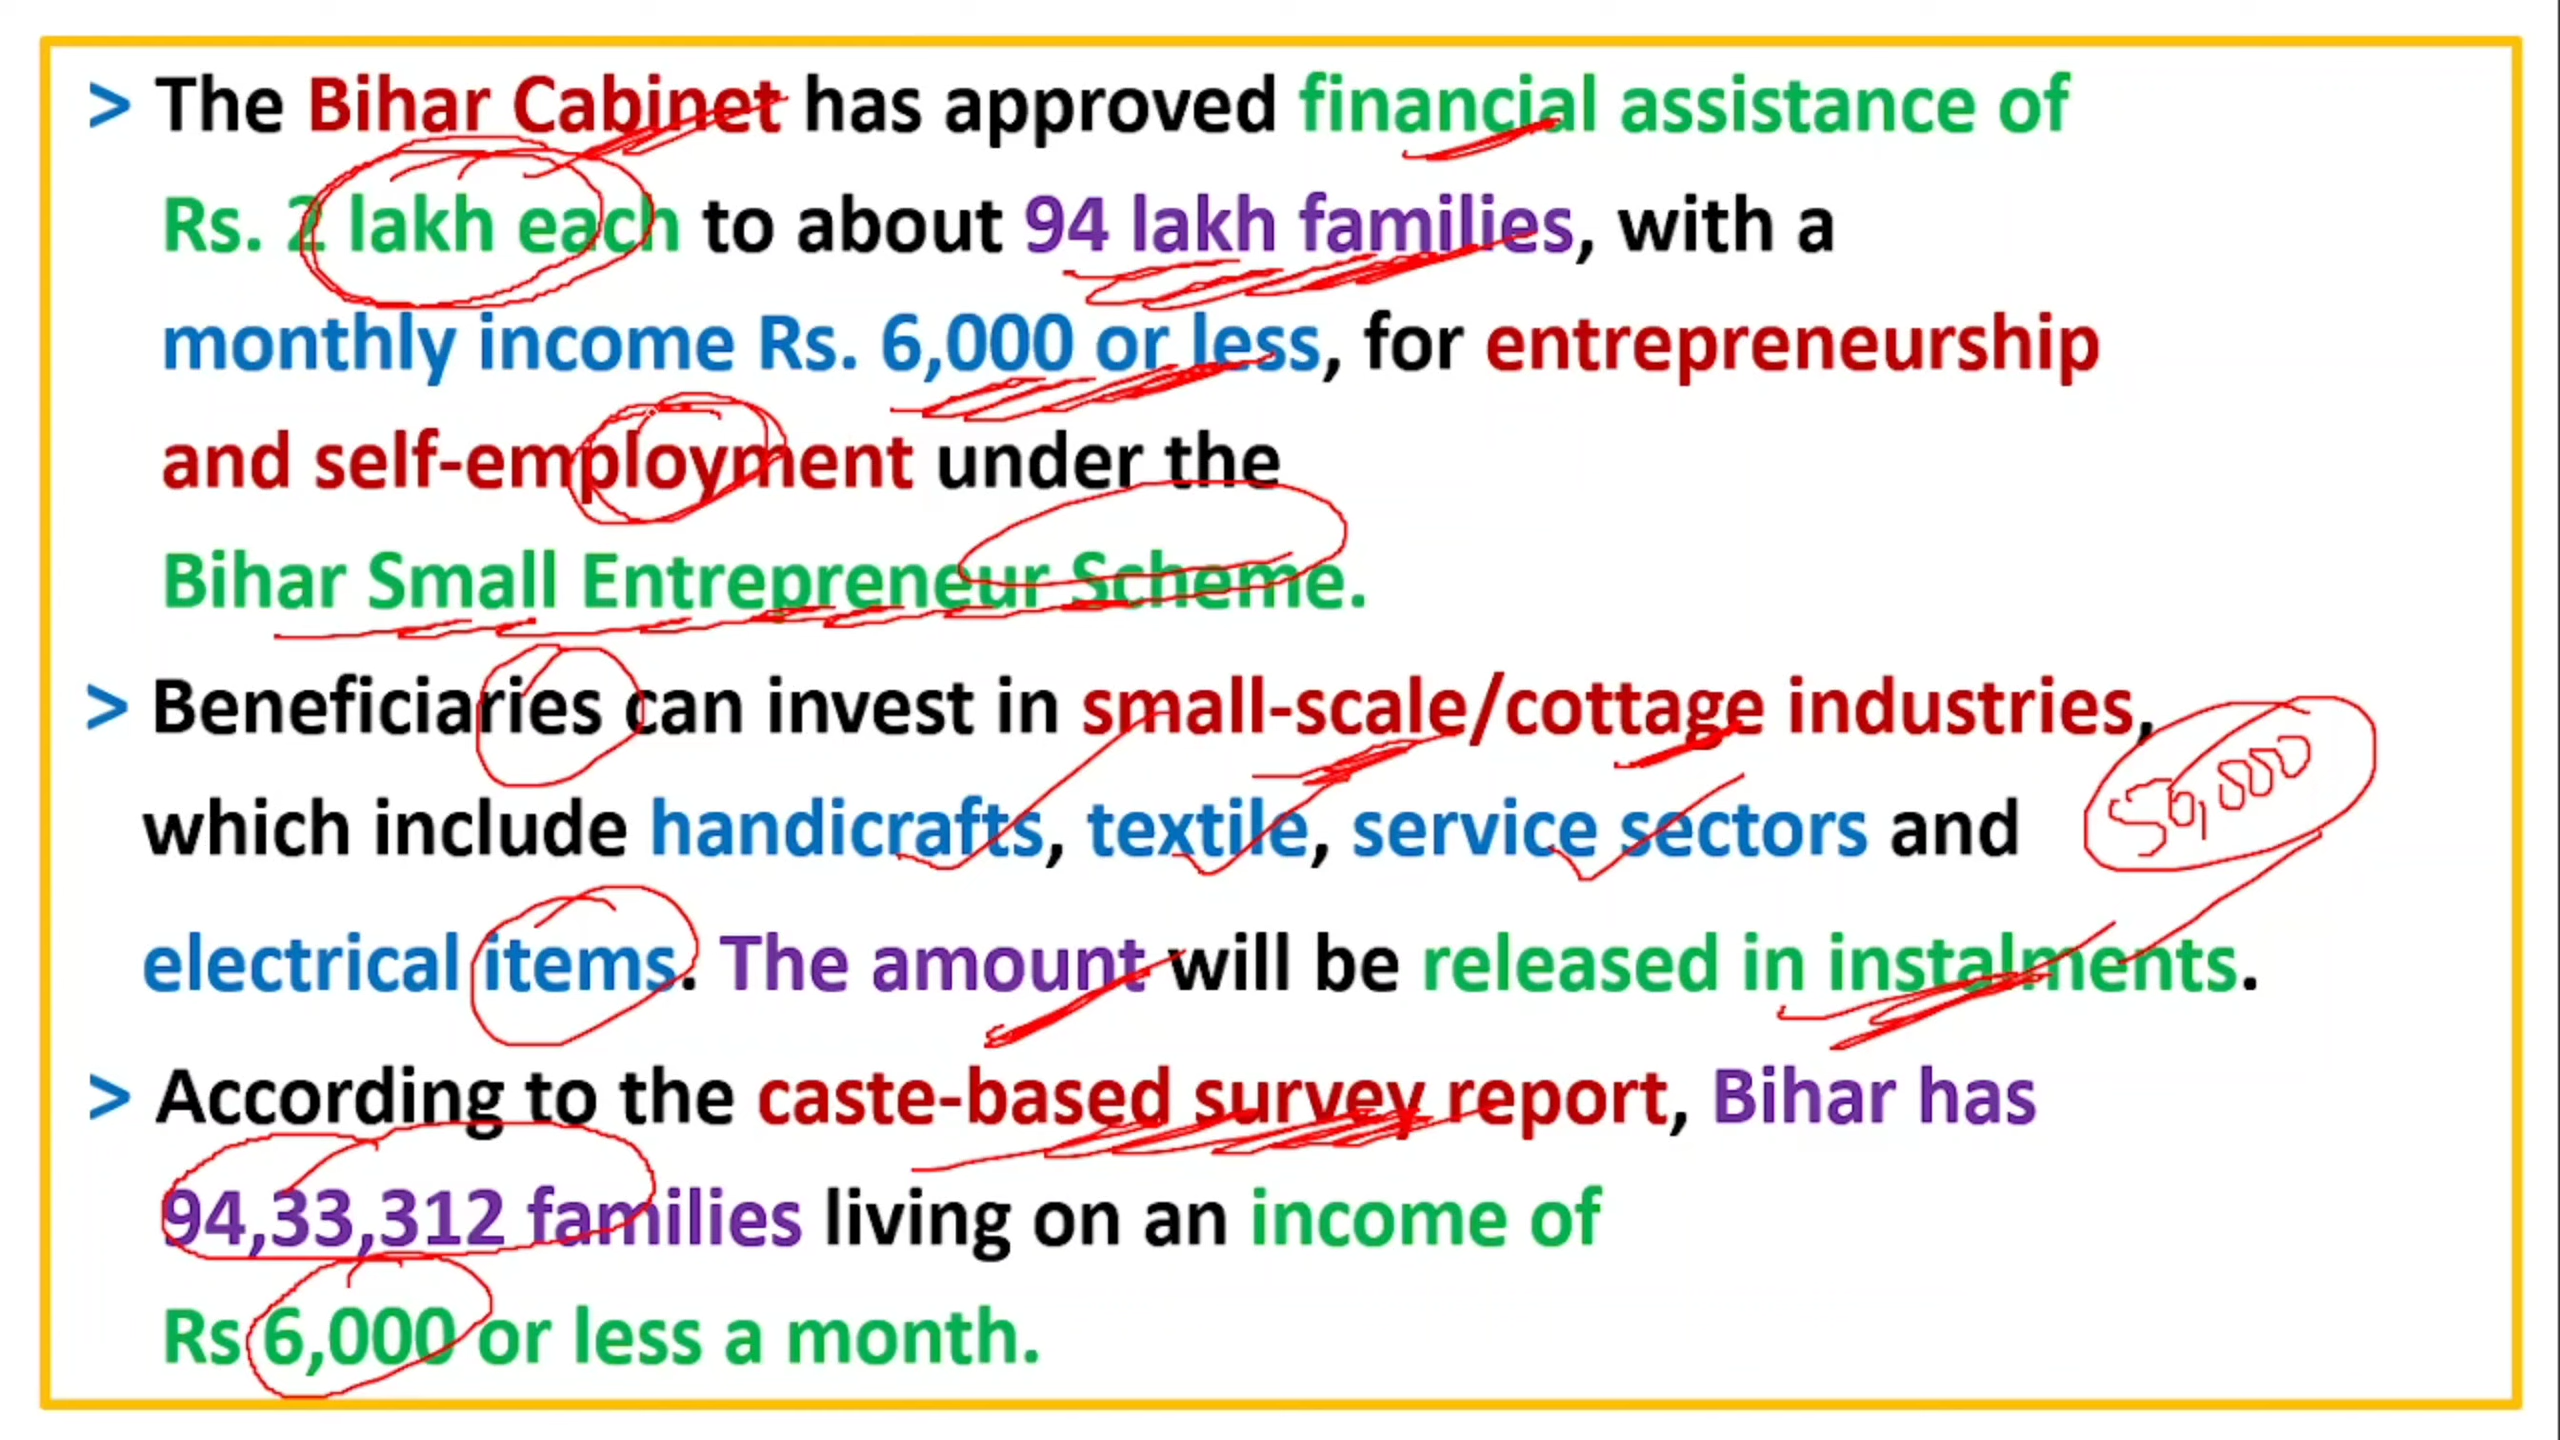 > The Bihar Cabinet has approved financial assistance of
Rs. 2 lakh each to about 94 lakh families, with a
monthly income Rs. 6,000 or less, for entrepreneurship
and self-employment under the
Bihar Small Entrepreneur Scheme.
> Beneficiaries can invest in small-scale/cottage industries,
which include handicrafts, textile, service sectors and
50,000
electrical items. The amount will be released in instalments.
> According to the caste-based survey report, Bihar has
94,33,312 families living on an income of
Rs 6,000 or less a month.